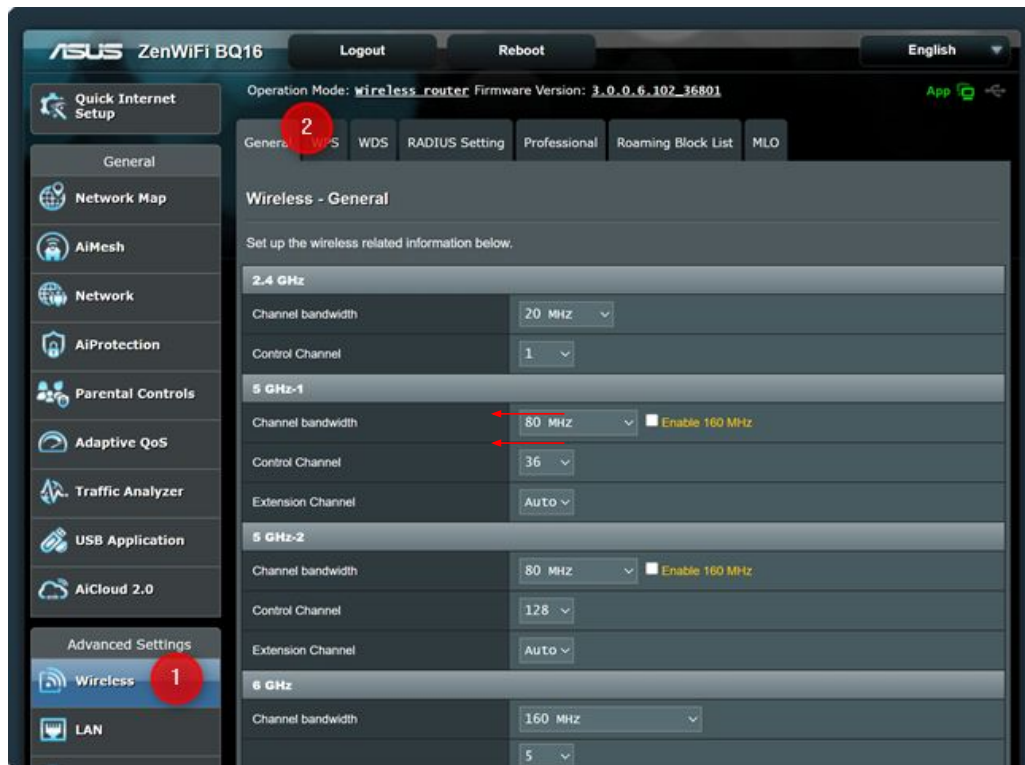 ASUS ZenWiFi BQ16 Logout Reboot English
Quick Internet Setup
Operation Mode: Wireless router Firmware Version: 3.0.0.6.102_36801 App
2
General WPS WDS RADIUS Setting Professional Roaming Block List MLO
General
Network Map
AiMesh
Network
AiProtection
Parental Controls
Adaptive QoS
Traffic Analyzer
USB Application
AiCloud 2.0
Advanced Settings
Wireless 1
LAN
Wireless - General
Set up the wireless related information below.
2.4 GHz
Channel bandwidth 20 MHz
Control Channel 1
5 GHz-1
Channel bandwidth 80 MHz Enable 160 MHz
Control Channel 36
Extension Channel Auto
5 GHz-2
Channel bandwidth 80 MHz Enable 160 MHz
Control Channel 128
Extension Channel Auto
6 GHz
Channel bandwidth 160 MHz
5